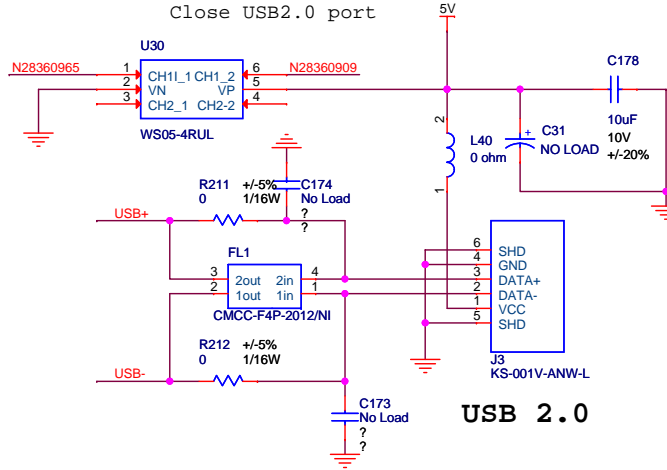 Close USB2.0 port
5V
U30
N28360965
1
CH1I_1
CH1_2
6
N28360909
2
VN
VP
5
3
CH2_1
CH2-2
4
WS05-4RUL
C178
10uF
10V
+/-20%
2
L40
0 ohm
1
+
C31
NO LOAD
R211
0
+/-5%
1/16W
C174
No Load
?
?
USB+
FL1
3
2out
2in
4
2
1out
1in
1
CMCC-F4P-2012/NI
R212
0
+/-5%
1/16W
USB-
C173
No Load
?
?
6
SHD
4
GND
3
DATA+
2
DATA-
1
VCC
5
SHD
J3
KS-001V-ANW-L
USB 2.0